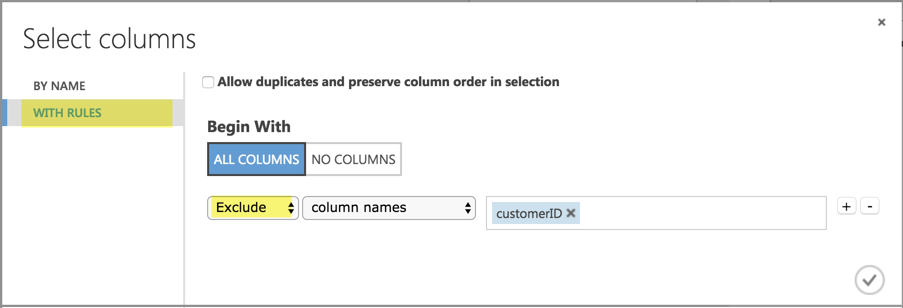 Select columns
BY NAME
WITH RULES
Allow duplicates and preserve column order in selection
Begin With
ALL COLUMNS NO COLUMNS
Exclude column names customerID × + -